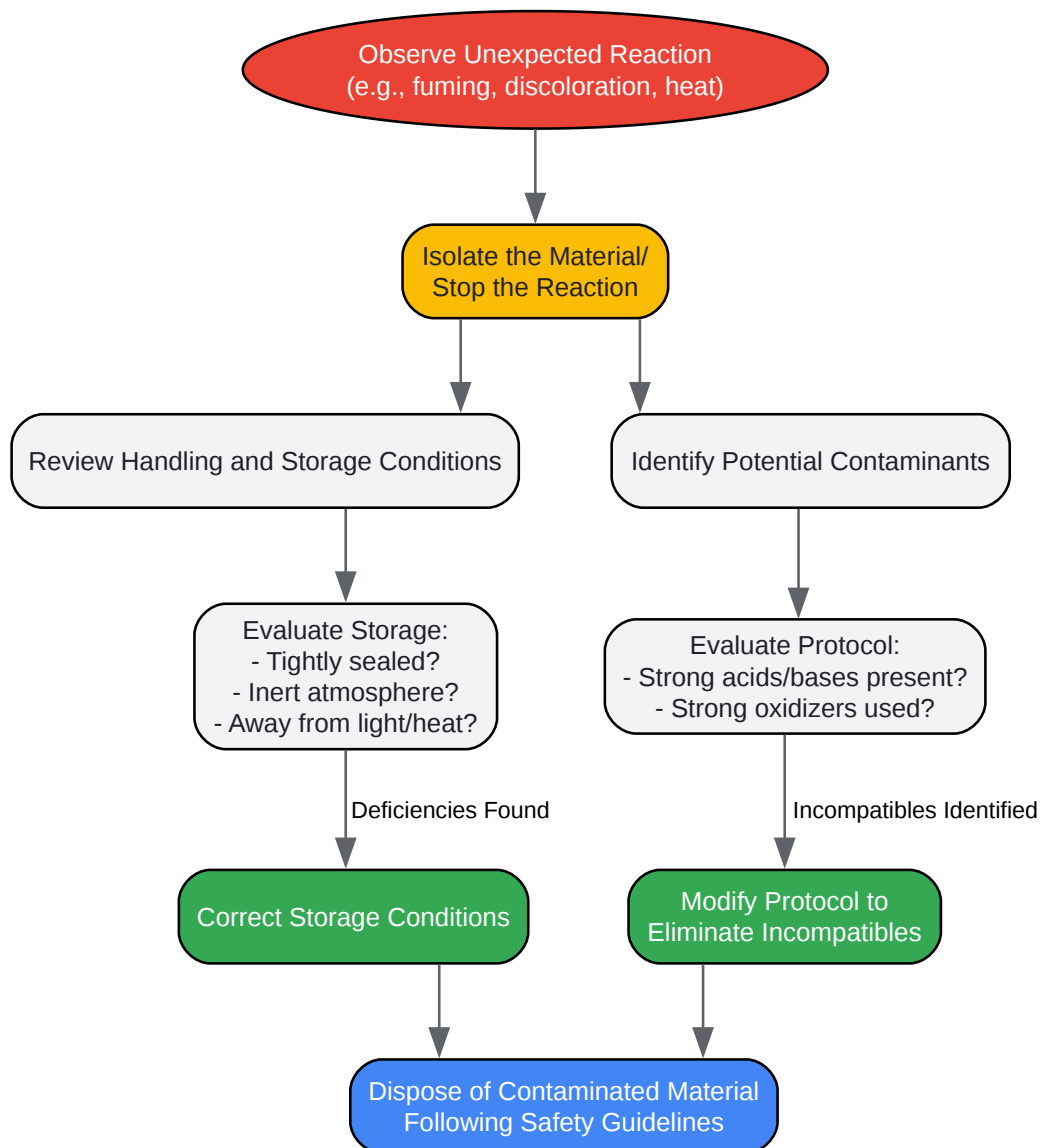 Observe Unexpected Reaction
(e.g., fuming, discoloration, heat)
Isolate the Material/
Stop the Reaction
Review Handling and Storage Conditions
Identify Potential Contaminants
Evaluate Storage:
- Tightly sealed?
- Inert atmosphere?
- Away from light/heat?
Evaluate Protocol:
- Strong acids/bases present?
- Strong oxidizers used?
Deficiencies Found
Incompatibles Identified
Correct Storage Conditions
Modify Protocol to
Eliminate Incompatibles
Dispose of Contaminated Material
Following Safety Guidelines